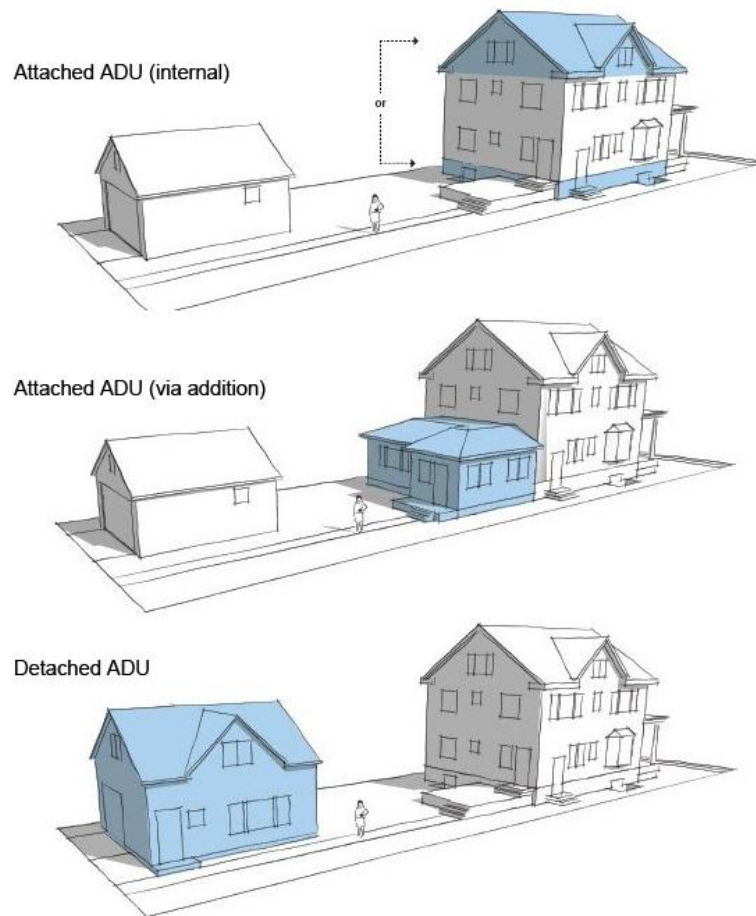 Attached ADU (internal)
or
Attached ADU (via addition)
Detached ADU